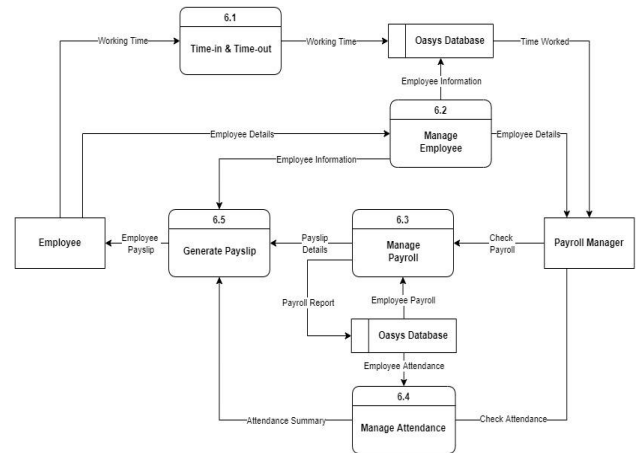 6.1
Working Time
Time-in & Time-out
Working Time
Oasys Database
Time Worked
Employee Information
6.2
Manage
Employee
Employee Details
Employee Details
Employee Information
6.5
Generate Payslip
6.3
Manage
Payroll
Employee
Employee
Payslip
Payslip
Details
Check
Payroll
Payroll Manager
Payroll Report
Employee Payroll
Oasys Database
Employee Attendance
6.4
Manage Attendance
Attendance Summary
Check Attendance